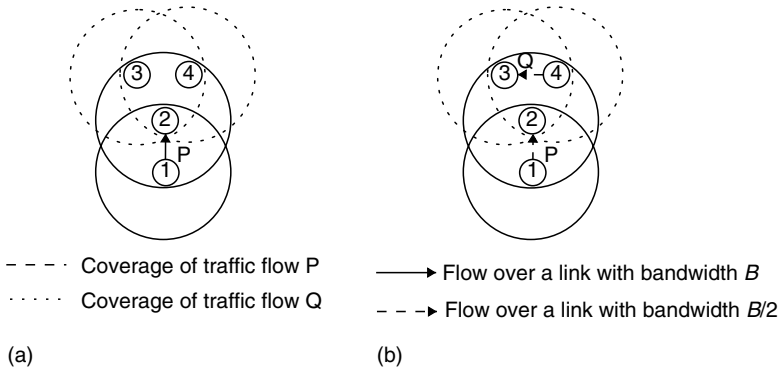 3 4
2
P
1
Q
3 4
2
P
1
Coverage of traffic flow P
Coverage of traffic flow Q
(a)
Flow over a link with bandwidth B
Flow over a link with bandwidth B/2
(b)